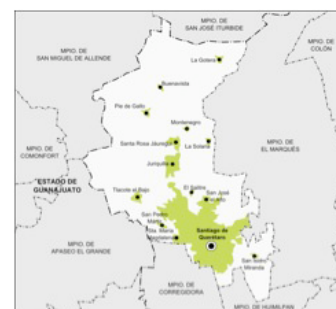 MPIO. DE
SAN JOSÉ ITURBIDE
MPIO. DE
COLÓN
MPIO. DE
SAN MIGUEL DE ALLENDE
La Gotera
Buenavista
Pie de Gallo
Montenegro
Santa Rosa Jáuregui
La Solana
MPIO. DE
EL MARQUÉS
MPIO. DE
COMONFORT
Juriquilla
ESTADO DE
GUANAJUATO
Tlacote el Bajo
El Salitre
San José
el Alto
San Pedro
Mártir
Sta. María
Magdalena
Santiago de
Querétaro
MPIO. DE
APASEO EL GRANDE
San Isidro
Miranda
MPIO. DE
CORREGIDORA
MPIO. DE HUIMILPAN